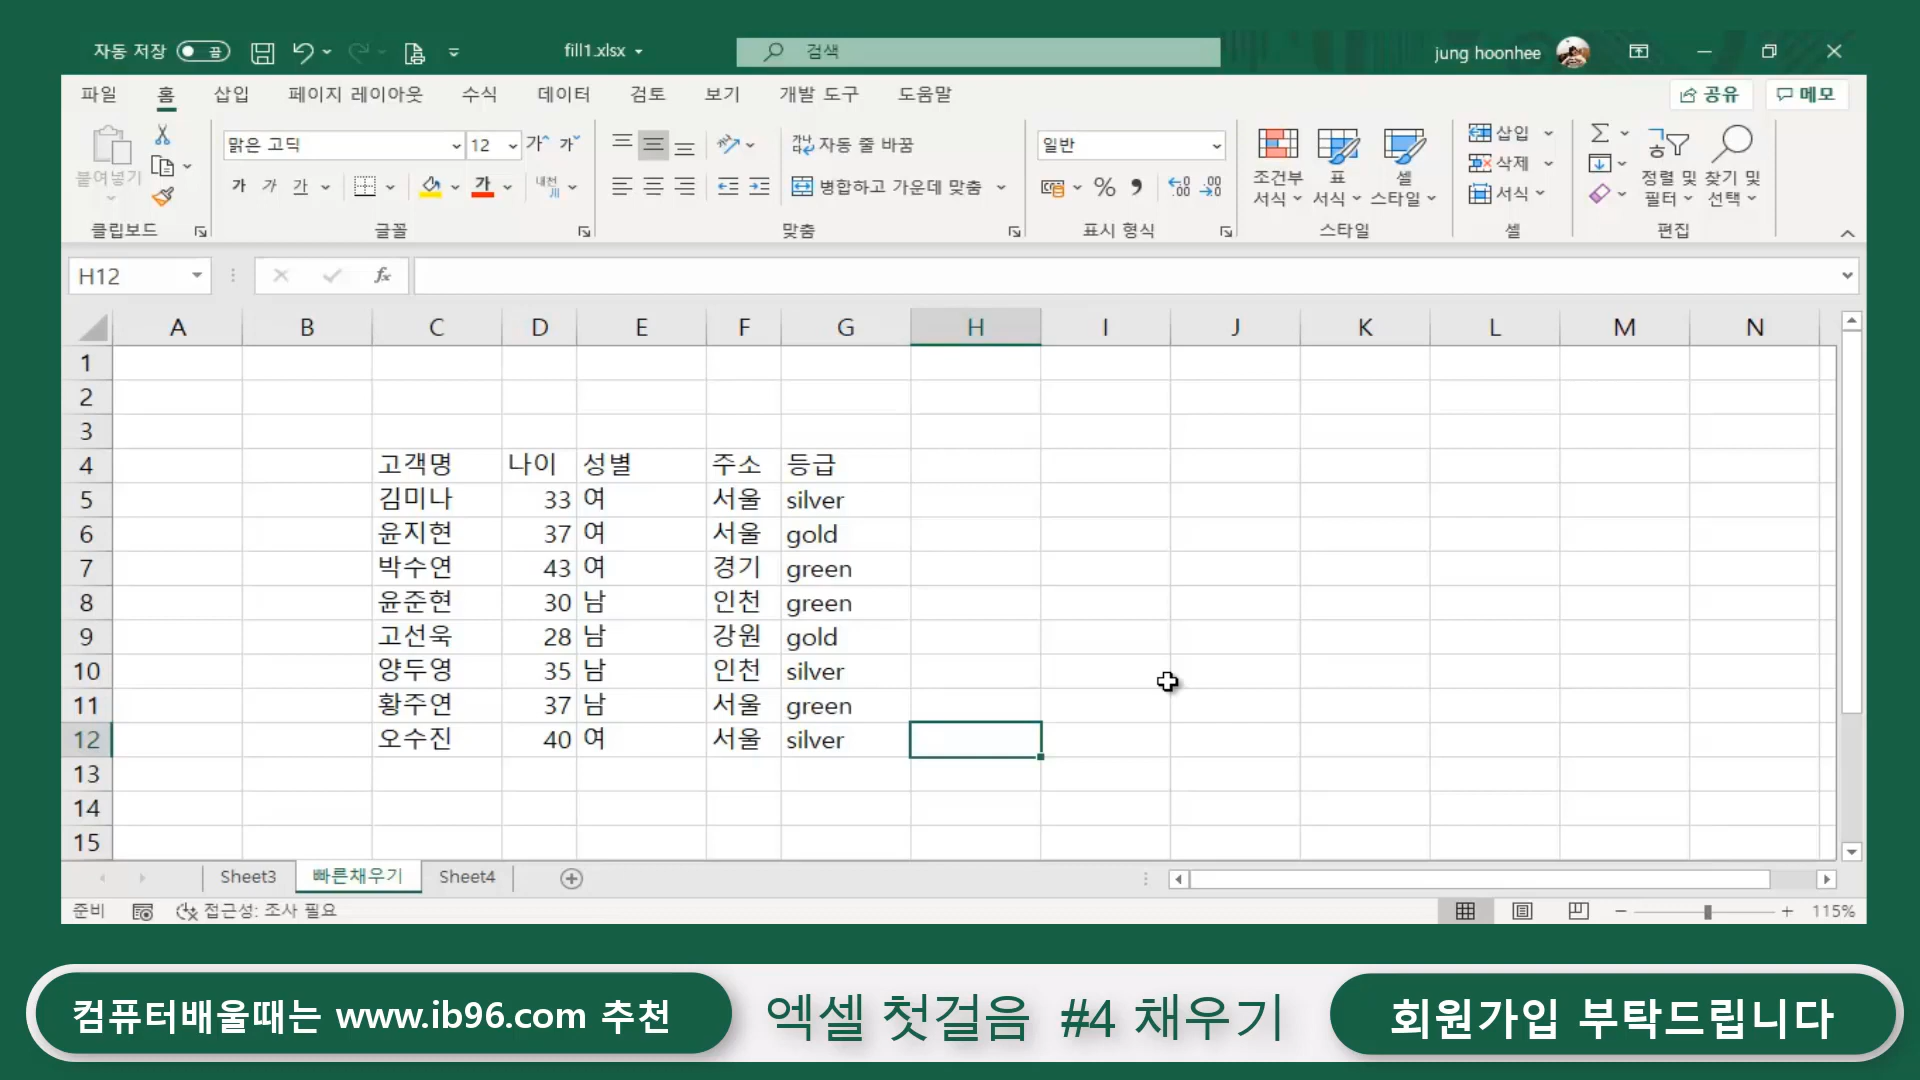 자동 저장 끔 fill1.xlsx 검색 jung hoonhee
파일 홈 삽입 페이지 레이아웃 수식 데이터 검토 보기 개발 도구 도움말 공유 메모
붙여넣기
클립보드
맑은 고딕 12 가 가
가 가 가 가 내천
글꼴
자동 줄 바꿈
병합하고 가운데 맞춤
맞춤
일반
% 9 .00 .00
표시 형식
조건부 서식
표 서식
셀 스타일
스타일
삽입
삭제
서식
셀
정렬 및 필터
찾기 및 선택
편집
H12 fx
A B C D E F G H I J K L M N
1
2
3
4 고객명 나이 성별 주소 등급
5 김미나 33 여 서울 silver
6 윤지현 37 여 서울 gold
7 박수연 43 여 경기 green
8 윤준현 30 남 인천 green
9 고선욱 28 남 강원 gold
10 양두영 35 남 인천 silver
11 황주연 37 남 서울 green
12 오수진 40 여 서울 silver
13
14
15
Sheet3 빠른채우기 Sheet4
준비 접근성: 조사 필요 115%
컴퓨터배울때는 www.ib96.com 추천
엑셀 첫걸음 #4 채우기
회원가입 부탁드립니다